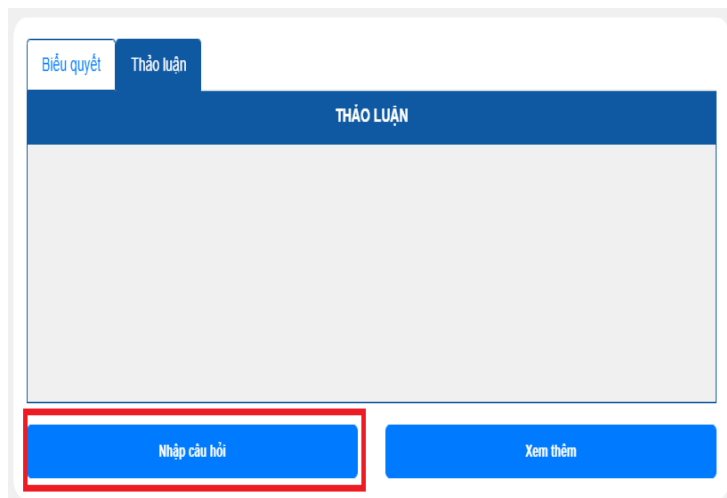 Biểu quyết Thảo luận
THẢO LUẬN
Nhập câu hỏi Xem thêm